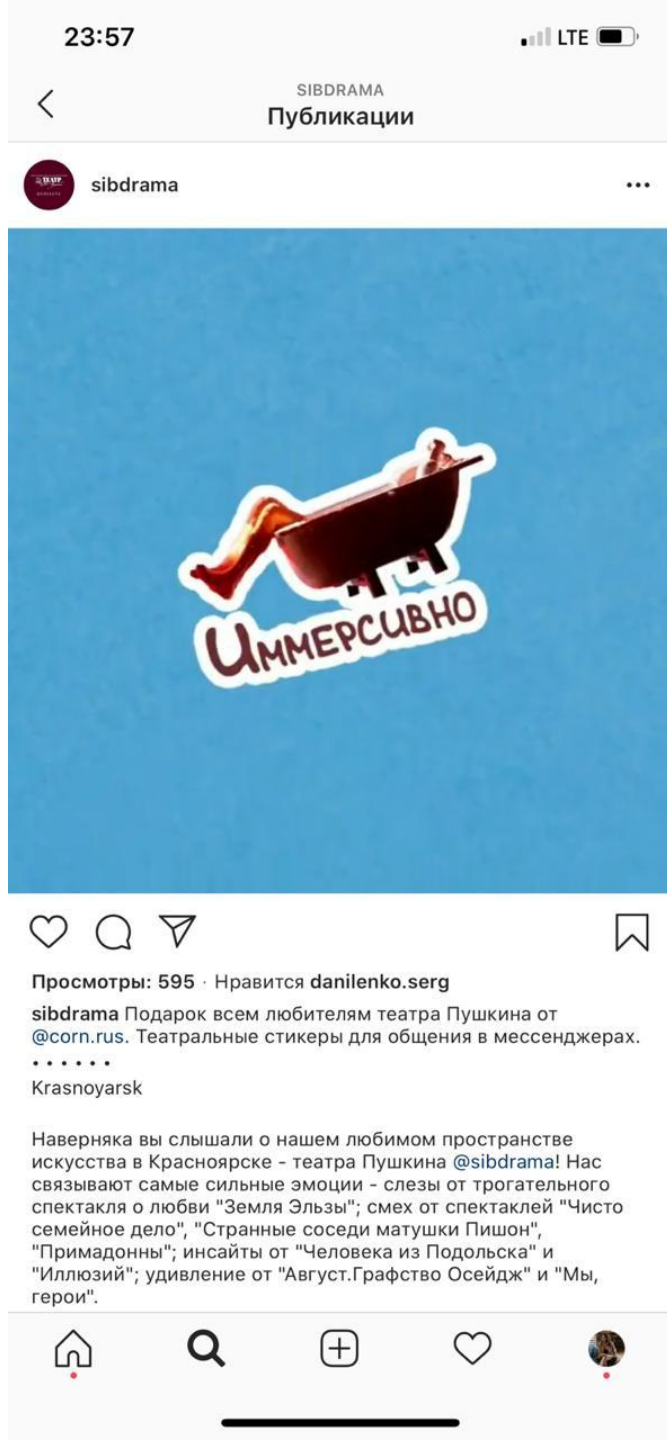 23:57
LTE
SIBDRAMA
Публикации
ТЕАТР
sibdrama
Иммерсивно
Просмотры: 595 · Нравится danilenko.serg
sibdrama Подарок всем любителям театра Пушкина от
@corn.rus. Театральные стикеры для общения в мессенджерах.
• • • • • •
Krasnoyarsk
Наверняка вы слышали о нашем любимом пространстве
искусства в Красноярске - театра Пушкина @sibdrama! Нас
связывают самые сильные эмоции - слезы от трогательного
спектакля о любви "Земля Эльзы"; смех от спектаклей "Чисто
семейное дело", "Странные соседи матушки Пишон",
"Примадонны"; инсайты от "Человека из Подольска" и
"Иллюзий"; удивление от "Август.Графство Осейдж" и "Мы,
герои".